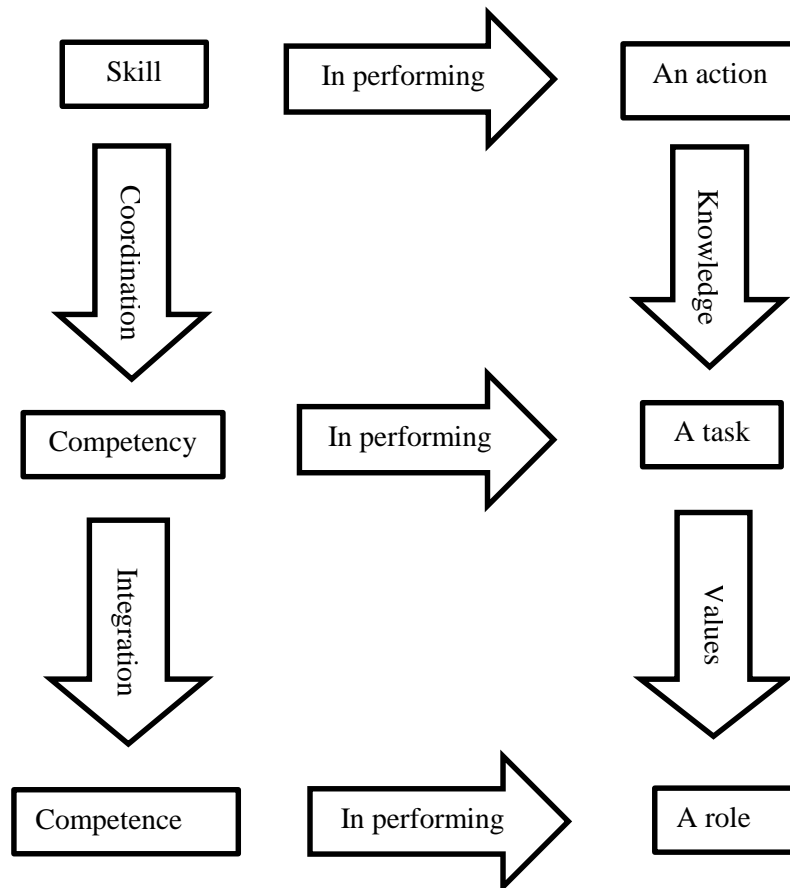 Skill
In performing
An action
Coordination
Knowledge
Competency
In performing
A task
Integration
Values
Competence
In performing
A role